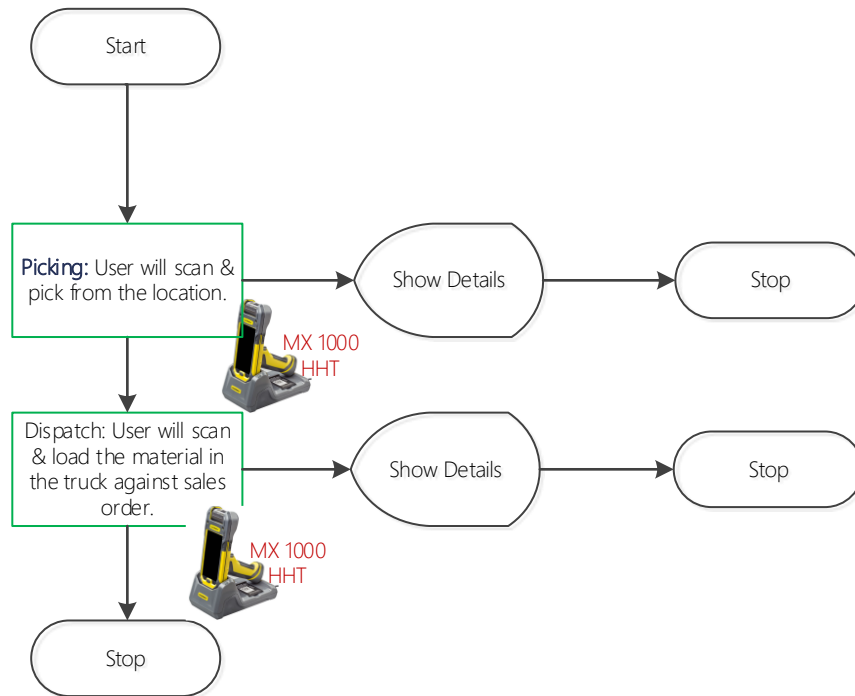 Start
Picking: User will scan &
pick from the location.
Show Details
Stop
MX 1000
HHT
Dispatch: User will scan
& load the material in
the truck against sales
order.
Show Details
Stop
MX 1000
HHT
Stop